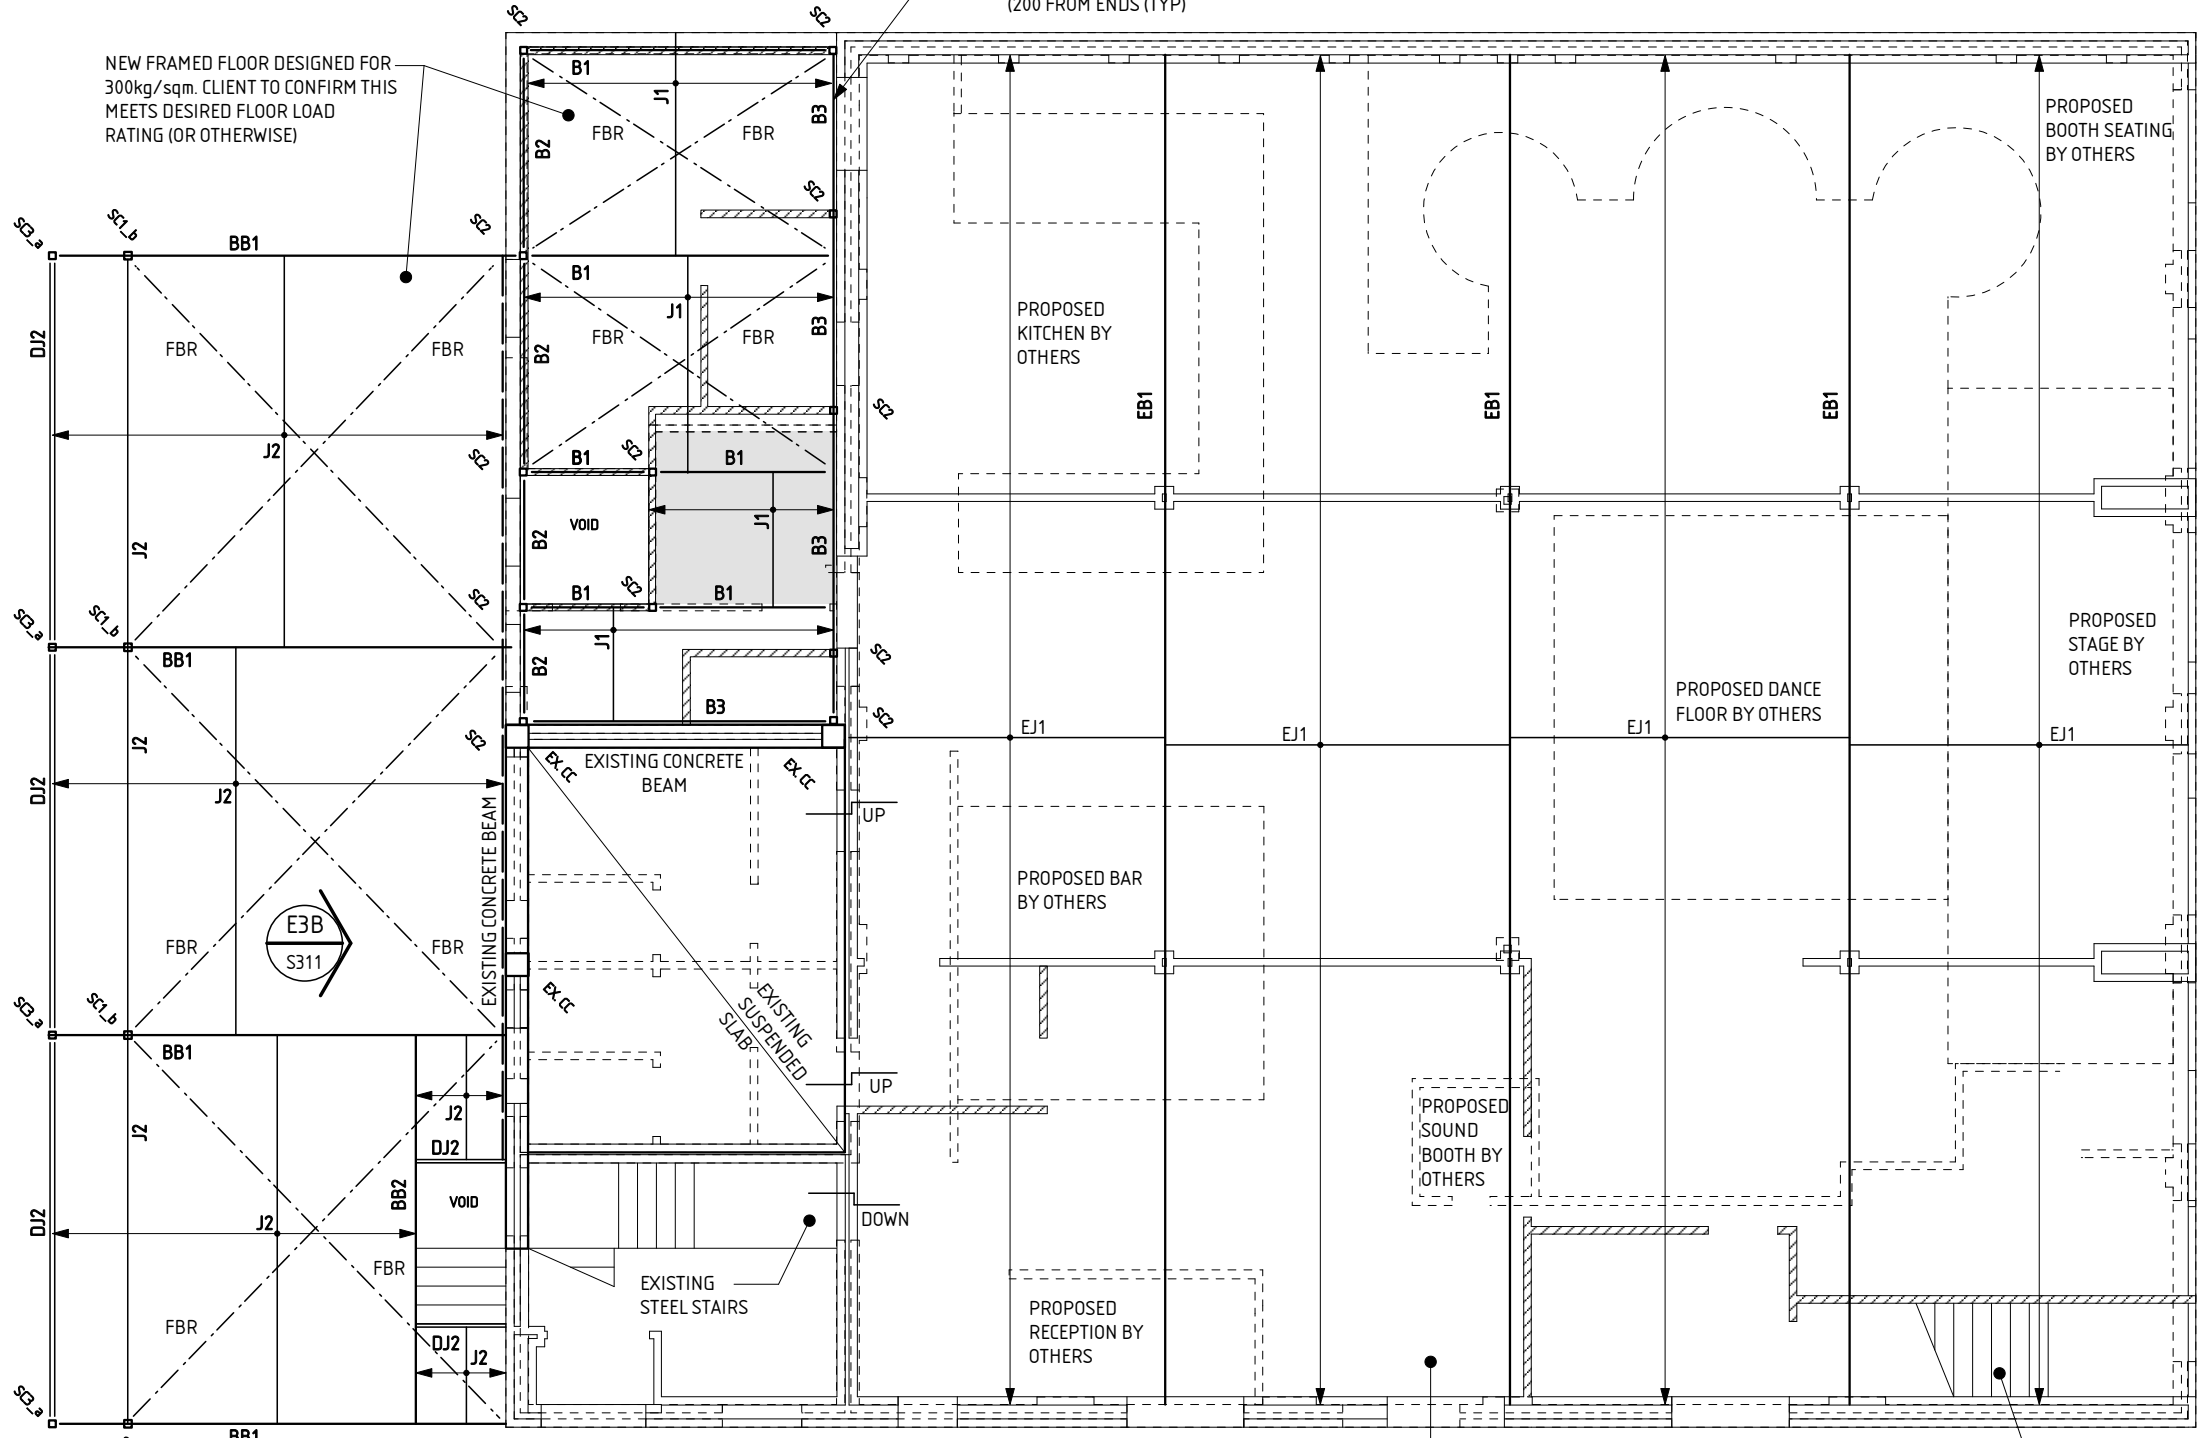 (200 FROM ENDS (TYP)
SC2
SC2
NEW FRAMED FLOOR DESIGNED FOR
300kg/sqm. CLIENT TO CONFIRM THIS
MEETS DESIRED FLOOR LOAD
RATING (OR OTHERWISE)
B1
J1
B3
FBR
FBR
B2
SC2
PROPOSED
BOOTH SEATING
BY OTHERS
SC3_a
SC1_b
BB1
SC2
B1
J1
B3
FBR
FBR
B2
DJ2
FBR
FBR
PROPOSED
KITCHEN BY
OTHERS
EB1
EB1
EB1
SC2
J2
SC2
B1
SC2
B1
J1
VOID
B2
B3
J2
SC2
B1
SC2
B1
SC3_a
SC1_b
BB1
J1
B2
SC2
B3
SC2
PROPOSED
STAGE BY
OTHERS
PROPOSED DANCE
FLOOR BY OTHERS
EJ1
EJ1
EJ1
EJ1
J2
SC2
DJ2
J2
EXISTING CONCRETE
BEAM
EX.CC
EX.CC
UP
EXISTING CONCRETE BEAM
PROPOSED BAR
BY OTHERS
FBR
FBR
E3B
S311
EX.CC
EXISTING
SUSPENDED
SLAB
SC3_a
SC1_b
BB1
UP
J2
J2
DJ2
PROPOSED
SOUND
BOOTH BY
OTHERS
BB2
VOID
DJ2
J2
DOWN
FBR
EXISTING
STEEL STAIRS
PROPOSED
RECEPTION BY
OTHERS
FBR
DJ2
J2
SC3_a
BB1